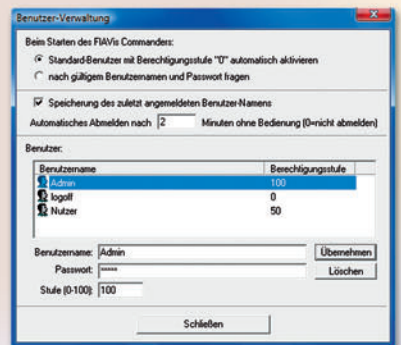 Benutzer-Verwaltung
Beim Starten des FIAVis Commanders:
Standard-Benutzer mit Berechtigungsstufe "0" automatisch aktivieren
nach gültigem Benutzernamen und Passwort fragen
Speicherung des zuletzt angemeldeten Benutzer-Namens
Automatisches Abmelden nach 2 Minuten ohne Bedienung (0=nicht abmelden)
Benutzer:
Benutzername Berechtigungsstufe
Admin 100
logoff 0
Nutzer 50
Benutzername: Admin Übernehmen
Passwort: ***** Löschen
Stufe (0-100): 100
Schließen